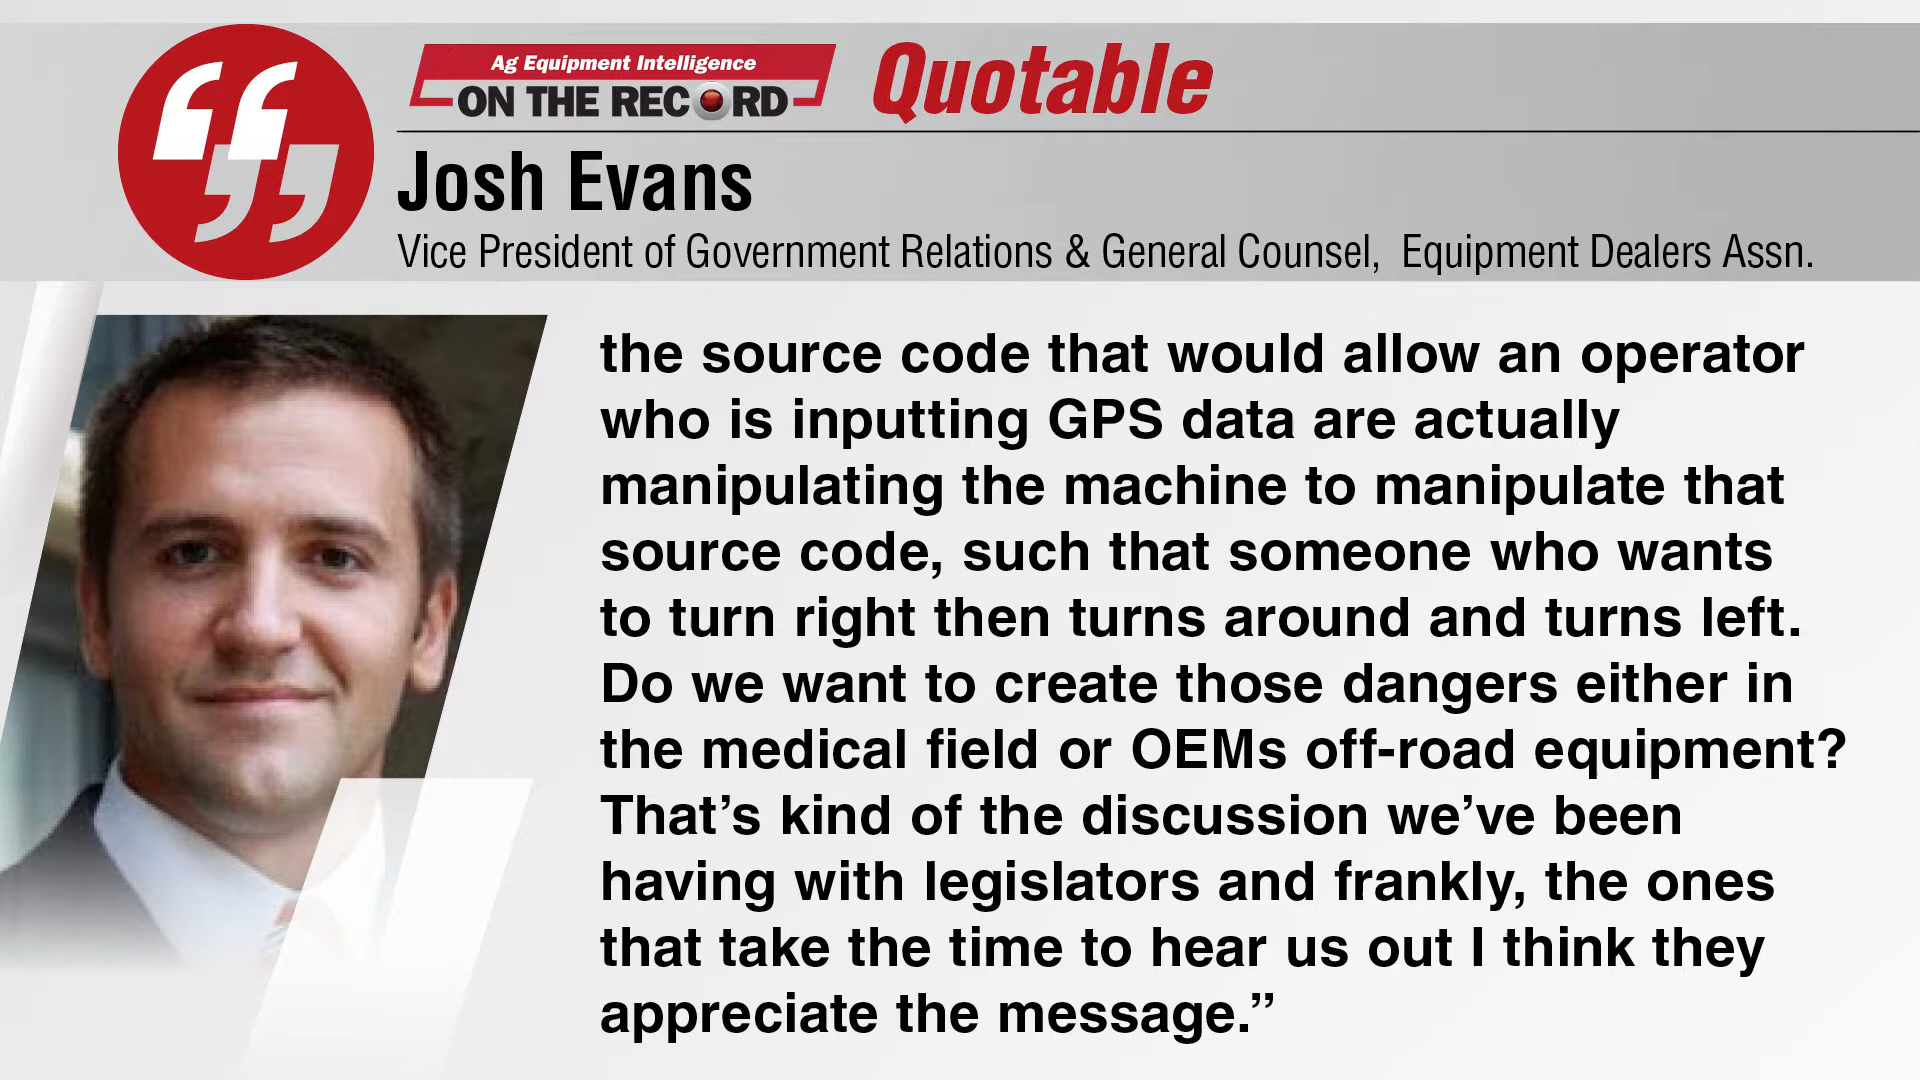 Ag Equipment Intelligence
ON THE RECORD
Quotable
Josh Evans
Vice President of Government Relations & General Counsel, Equipment Dealers Assn.
the source code that would allow an operator
who is inputting GPS data are actually
manipulating the machine to manipulate that
source code, such that someone who wants
to turn right then turns around and turns left.
Do we want to create those dangers either in
the medical field or OEMs off-road equipment?
That’s kind of the discussion we’ve been
having with legislators and frankly, the ones
that take the time to hear us out I think they
appreciate the message.”